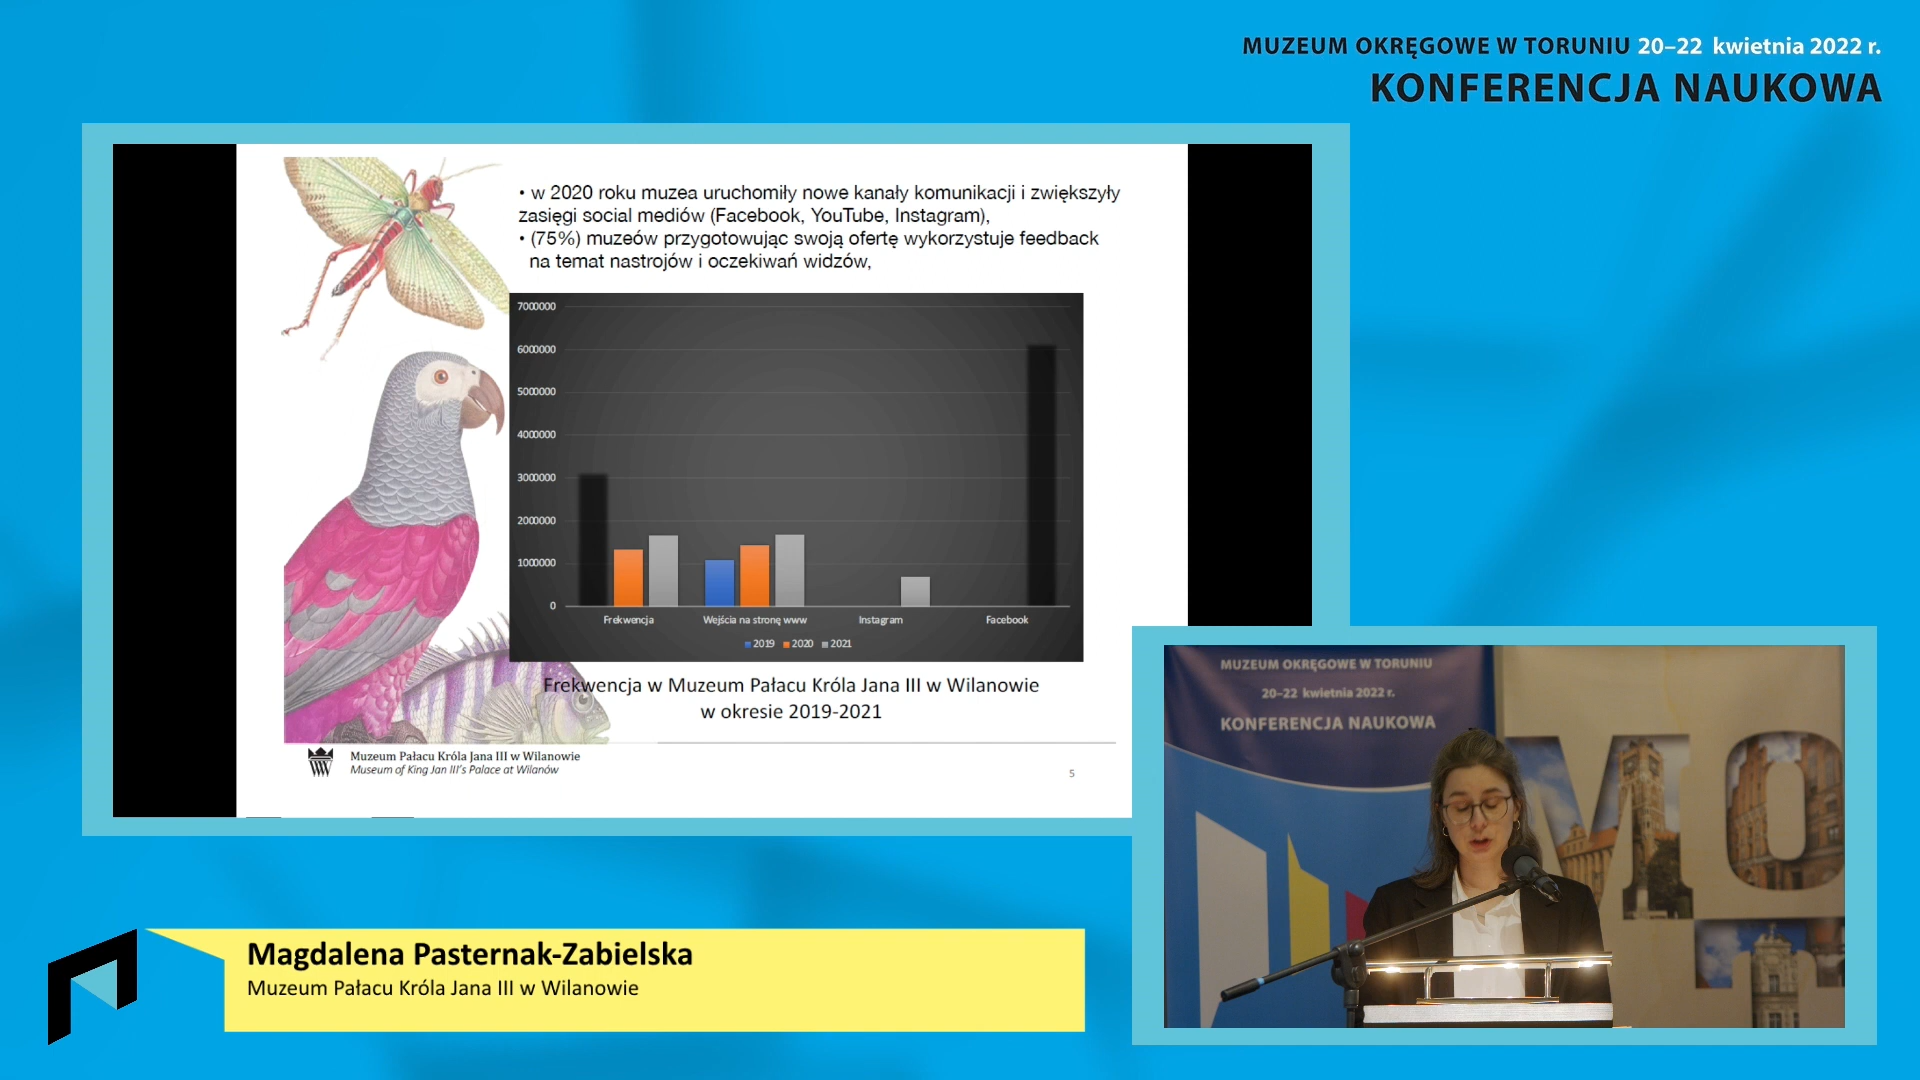 MUZEUM OKRĘGOWE W TORUNIU 20–22 kwietnia 2022 r.
KONFERENCJA NAUKOWA
• w 2020 roku muzea uruchomiły nowe kanały komunikacji i zwiększyły
zasięgi social mediów (Facebook, YouTube, Instagram),
• (75%) muzeów przygotowując swoją ofertę wykorzystuje feedback
na temat nastrojów i oczekiwań widzów,
7000000
6000000
5000000
4000000
3000000
2000000
1000000
0
Frekwencja Wejścia na stronę www Instagram Facebook
2019 2020 2021
Frekwencja w Muzeum Pałacu Króla Jana III w Wilanowie
w okresie 2019-2021
Muzeum Pałacu Króla Jana III w Wilanowie
Museum of King Jan III's Palace at Wilanów
5
MUZEUM OKRĘGOWE W TORUNIU
20–22 kwietnia 2022 r.
KONFERENCJA NAUKOWA
MO
T
Magdalena Pasternak-Zabielska
Muzeum Pałacu Króla Jana III w Wilanowie